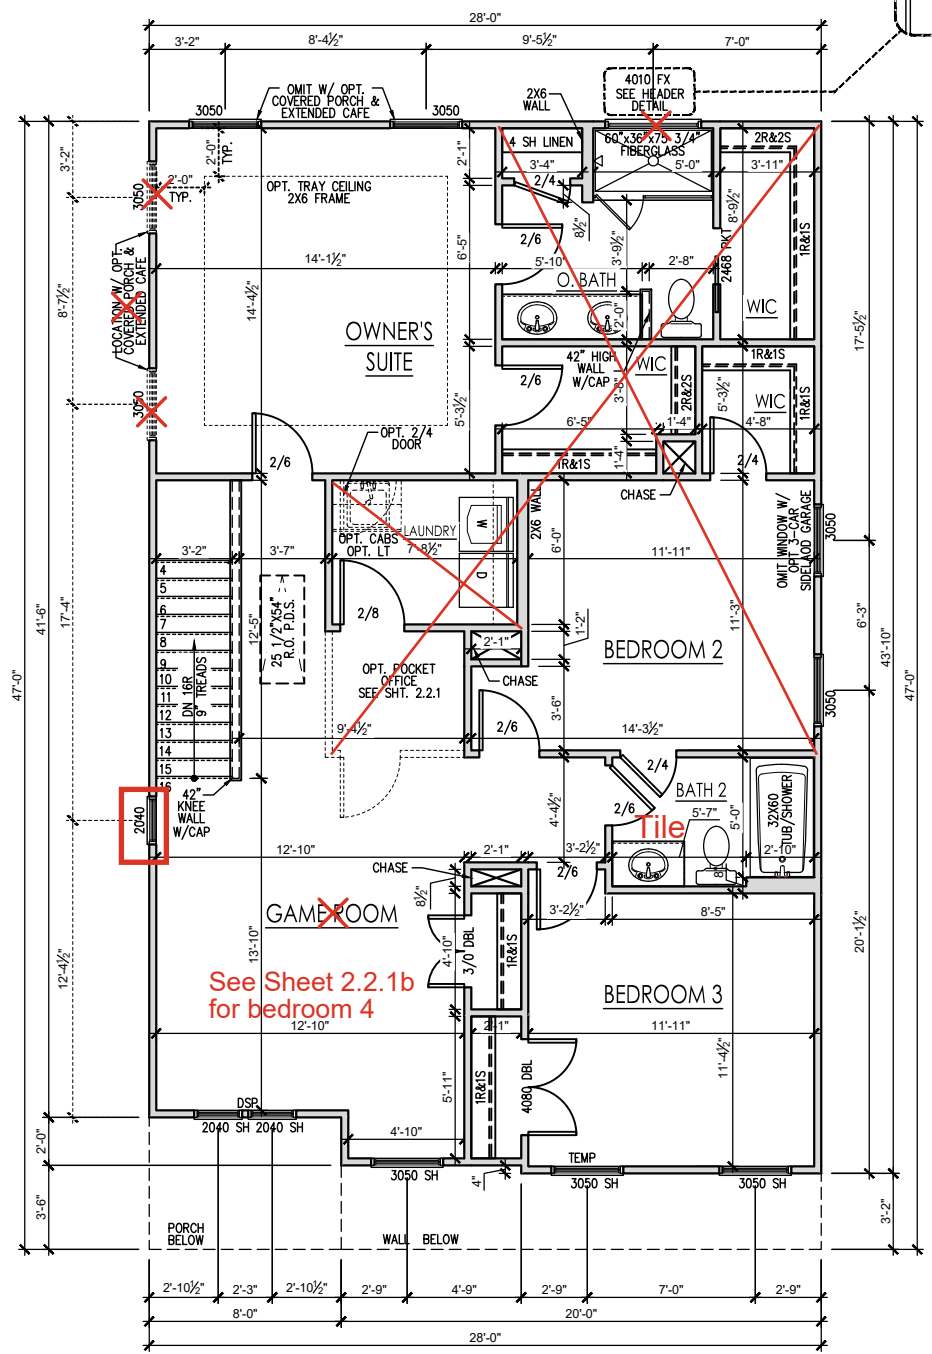 28'-0"
3'-2"
8'-4½"
9'-5½"
7'-0"
4010 FX
SEE HEADER
DETAIL
OMIT W/ OPT.
COVERED PORCH &
EXTENDED CAFE
2X6
WALL
3050
3050
3'-2"
2'-0"
TYP.
2'-1"
4 SH LINEN
60"x36"x75 3/4"
FIBERGLASS
2R&2S
3'-4"
5'-0"
3'-11"
2'-0"
TYP.
OPT. TRAY CEILING
2X6 FRAME
2/4
3050
8½"
8'-9½"
2/6
6'-5"
3'-9½"
2468 PKT
1R&1S
LOCATION W/ OPT.
COVERED PORCH &
EXTENDED CAFE
14'-1½"
5'-10"
2'-8"
O. BATH
8'-7½"
14'-4½"
2'-0"
WIC
17'-5½"
OWNER'S
SUITE
42" HIGH
WALL
W/CAP
WIC
1R&1S
2/6
3'-8"
2R&2S
5'-3½"
WIC
1R&1S
3050
5'-3½"
6'-5"
1'-4"
4'-8"
OPT. 2/4
DOOR
2/6
1R&1S
1'-4"
2/4
CHASE
LAUNDRY
W
2X6 WALL
OMIT WINDOW W/
OPT 3-CAR
SIDELAOD GARAGE
3050
OPT. CABS
OPT. LT
7'-8½"
6'-0"
3'-2"
3'-7"
11'-11"
4
5
6
7
8
9
10
11
12
13
14
15
16
D
2/8
25 1/2"X54"
R.O. P.D.S.
12'-5"
DN 16R
9" TREADS
41'-6"
17'-4"
47'-0"
1'-2"
11'-3"
6'-3"
43'-10"
47'-0"
2'-1"
BEDROOM 2
OPT. POCKET
OFFICE
SEE SHT. 2.2.1
CHASE
3'-6"
3050
9'-4½"
2/6
14'-3½"
2/4
BATH 2
42"
KNEE
WALL
W/CAP
2040
4'-4½"
2/6
Tile
5'-7"
5'-0"
32X60
TUB/SHOWER
12'-10"
2'-1"
3'-2½"
2'-10"
CHASE
2/6
8"
8½"
GAME ROOM
3'-2½"
8'-5"
13'-10"
4'-10"
3/0 DBL
1R&1S
20'-1½"
12'-4½"
See Sheet 2.2.1b
for bedroom 4
BEDROOM 3
12'-10"
2'-1"
11'-11"
11'-4½"
5'-11"
1R&1S
4080 DBL
DSP
2040 SH
2040 SH
4'-10"
2'-0"
TEMP
3050 SH
4"
3050 SH
3050 SH
3'-6"
3'-2"
PORCH
BELOW
WALL BELOW
2'-10½"
2'-3"
2'-10½"
2'-9"
4'-9"
2'-9"
7'-0"
2'-9"
8'-0"
20'-0"
28'-0"